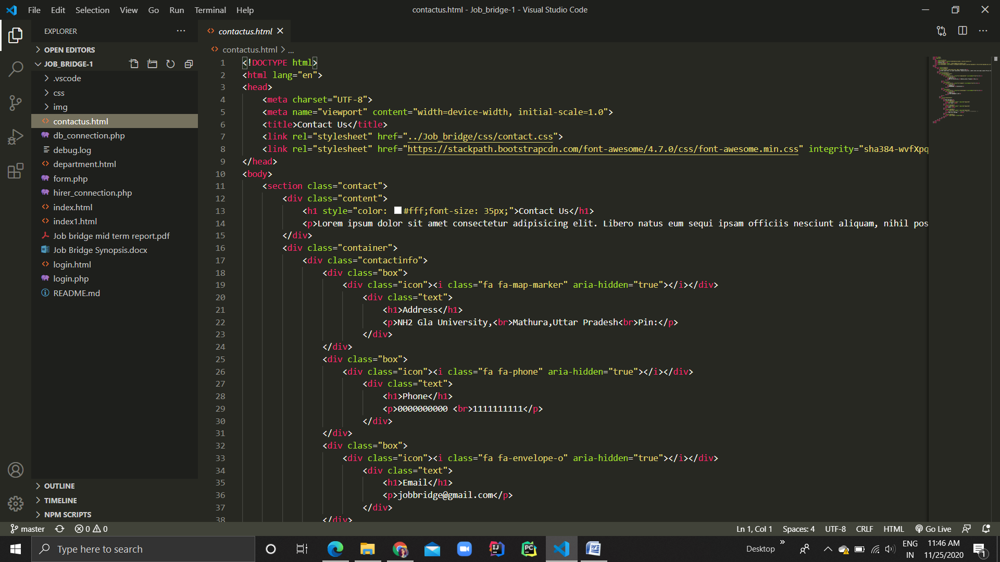 File Edit Selection View Go Run Terminal Help
contactus.html - Job_bridge-1 - Visual Studio Code
EXPLORER
contactus.html
OPEN EDITORS
JOB_BRIDGE-1
.vscode
css
img
contactus.html
db_connection.php
debug.log
department.html
form.php
hirer_connection.php
index.html
index1.html
Job bridge mid term report.pdf
Job Bridge Synopsis.docx
login.html
login.php
README.md
OUTLINE
TIMELINE
NPM SCRIPTS
contactus.html > ...
1 <!DOCTYPE html>
2 <html lang="en">
3 <head>
4 <meta charset="UTF-8">
5 <meta name="viewport" content="width=device-width, initial-scale=1.0">
6 <title>Contact Us</title>
7 <link rel="stylesheet" href="../Job_bridge/css/contact.css">
8 <link rel="stylesheet" href="https://stackpath.bootstrapcdn.com/font-awesome/4.7.0/css/font-awesome.min.css" integrity="sha384-wvfXpq
9 </head>
10 <body>
11 <section class="contact">
12 <div class="content">
13 <h1 style="color: #fff;font-size: 35px;">Contact Us</h1>
14 <p>Lorem ipsum dolor sit amet consectetur adipisicing elit. Libero natus eum sequi ipsam officiis nesciunt aliquam, nihil pos
15 </div>
16 <div class="container">
17 <div class="contactinfo">
18 <div class="box">
19 <div class="icon"><i class="fa fa-map-marker" aria-hidden="true"></i></div>
20 <div class="text">
21 <h1>Address</h1>
22 <p>NH2 Gla University,<br>Mathura,Uttar Pradesh<br>Pin:</p>
23 </div>
24 </div>
25 <div class="box">
26 <div class="icon"><i class="fa fa-phone" aria-hidden="true"></i></div>
27 <div class="text">
28 <h1>Phone</h1>
29 <p>0000000000 <br>1111111111</p>
30 </div>
31 </div>
32 <div class="box">
33 <div class="icon"><i class="fa fa-envelope-o" aria-hidden="true"></i></div>
34 <div class="text">
35 <h1>Email</h1>
36 <p>jobbridge@gmail.com</p>
37 </div>
38 </div>
master 0 0 Ln 1, Col 1 Spaces: 4 UTF-8 CRLF HTML Go Live
Type here to search
Desktop
ENG
IN
11:46 AM
11/25/2020
1